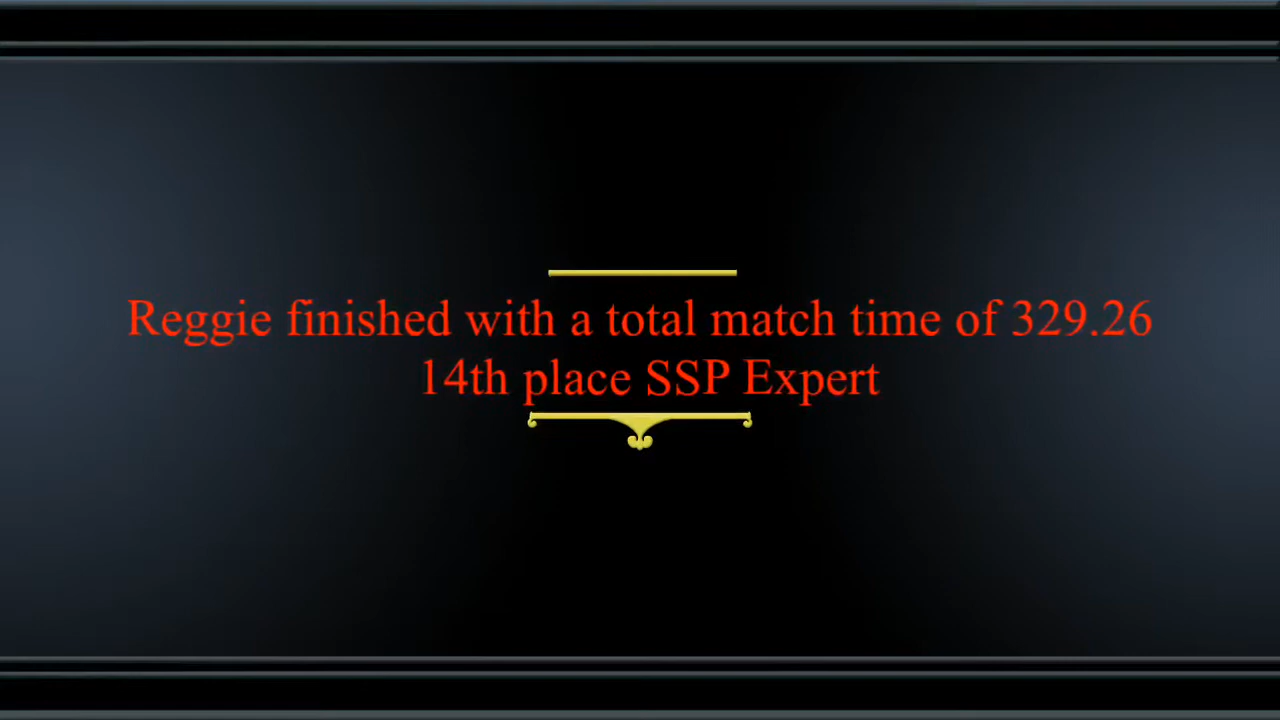 Reggie finished with a total match time of 329.26
14th place SSP Expert